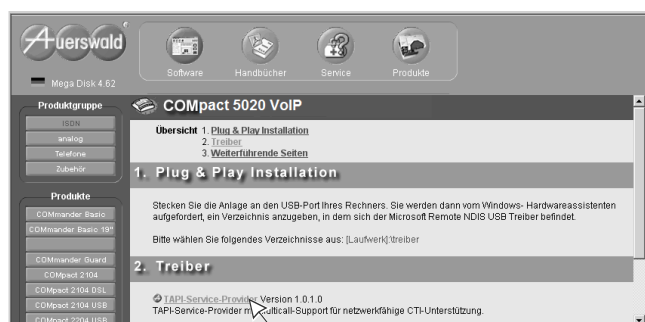 Auerswald
Mega Disk 4.62
Software
Handbücher
Service
Produkte
Produktgruppe
ISDN
analog
Telefone
Zubehör
Produkte
COMmander Basic
COMmander Basic 19"
COMmander Guard
COMpact 2104
COMpact 2104 DSL
COMpact 2104 USB
COMpact 2204 USB
COMpact 5020 VoIP
Übersicht 1. Plug & Play Installation
2. Treiber
3. Weiterführende Seiten
1. Plug & Play Installation
Stecken Sie die Anlage an den USB-Port Ihres Rechners. Sie werden dann vom Windows- Hardwareassistenten
aufgefordert, ein Verzeichnis anzugeben, in dem sich der Microsoft Remote NDIS USB Treiber befindet.
Bitte wählen Sie folgendes Verzeichnisse aus: [Laufwerk]:\treiber
2. Treiber
TAPI-Service-Provider Version 1.0.1.0
TAPI-Service-Provider mit Multicall-Support für netzwerkfähige CTI-Unterstützung.